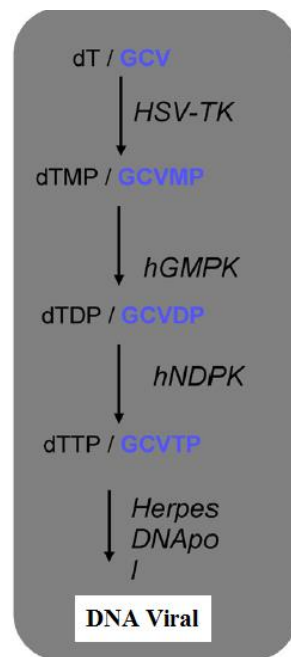 dT / GCV
HSV-TK
dTMP / GCVMP
hGMPK
dTDP / GCVDP
hNDPK
dTTP / GCVTP
Herpes
DNApo
l
DNA Viral